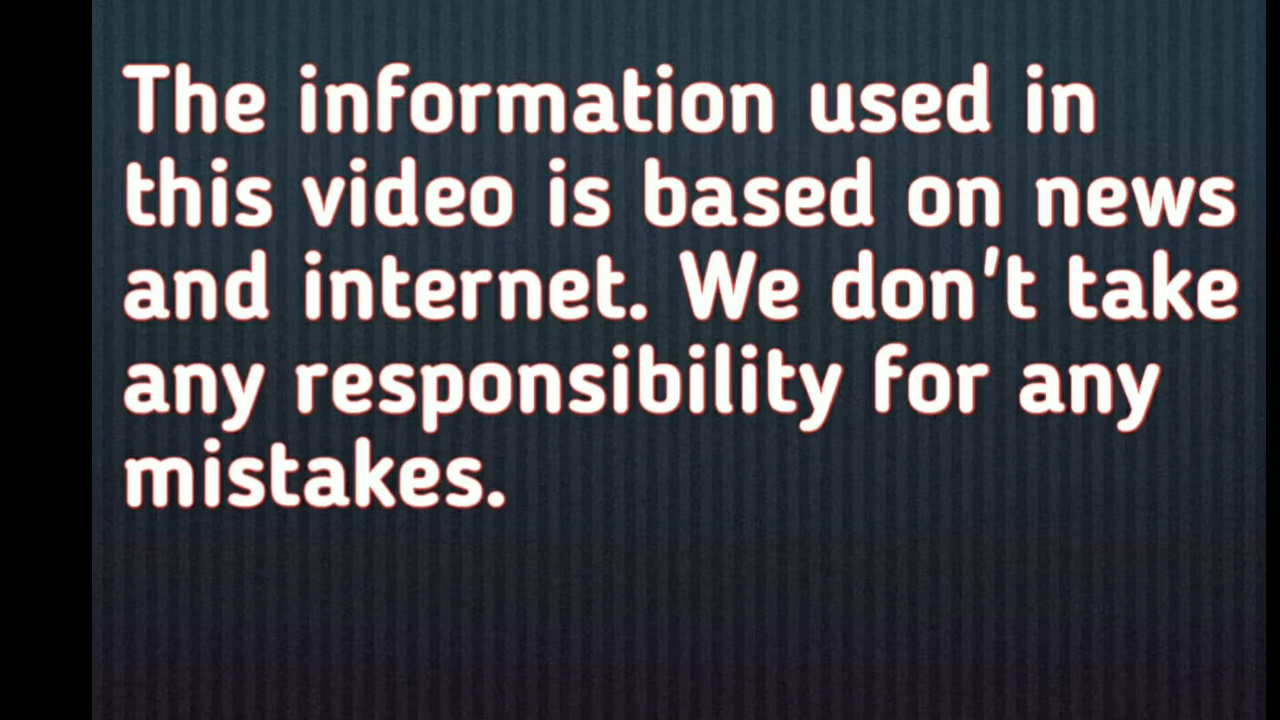 The information used in
this video is based on news
and internet. We don't take
any responsibility for any
mistakes.